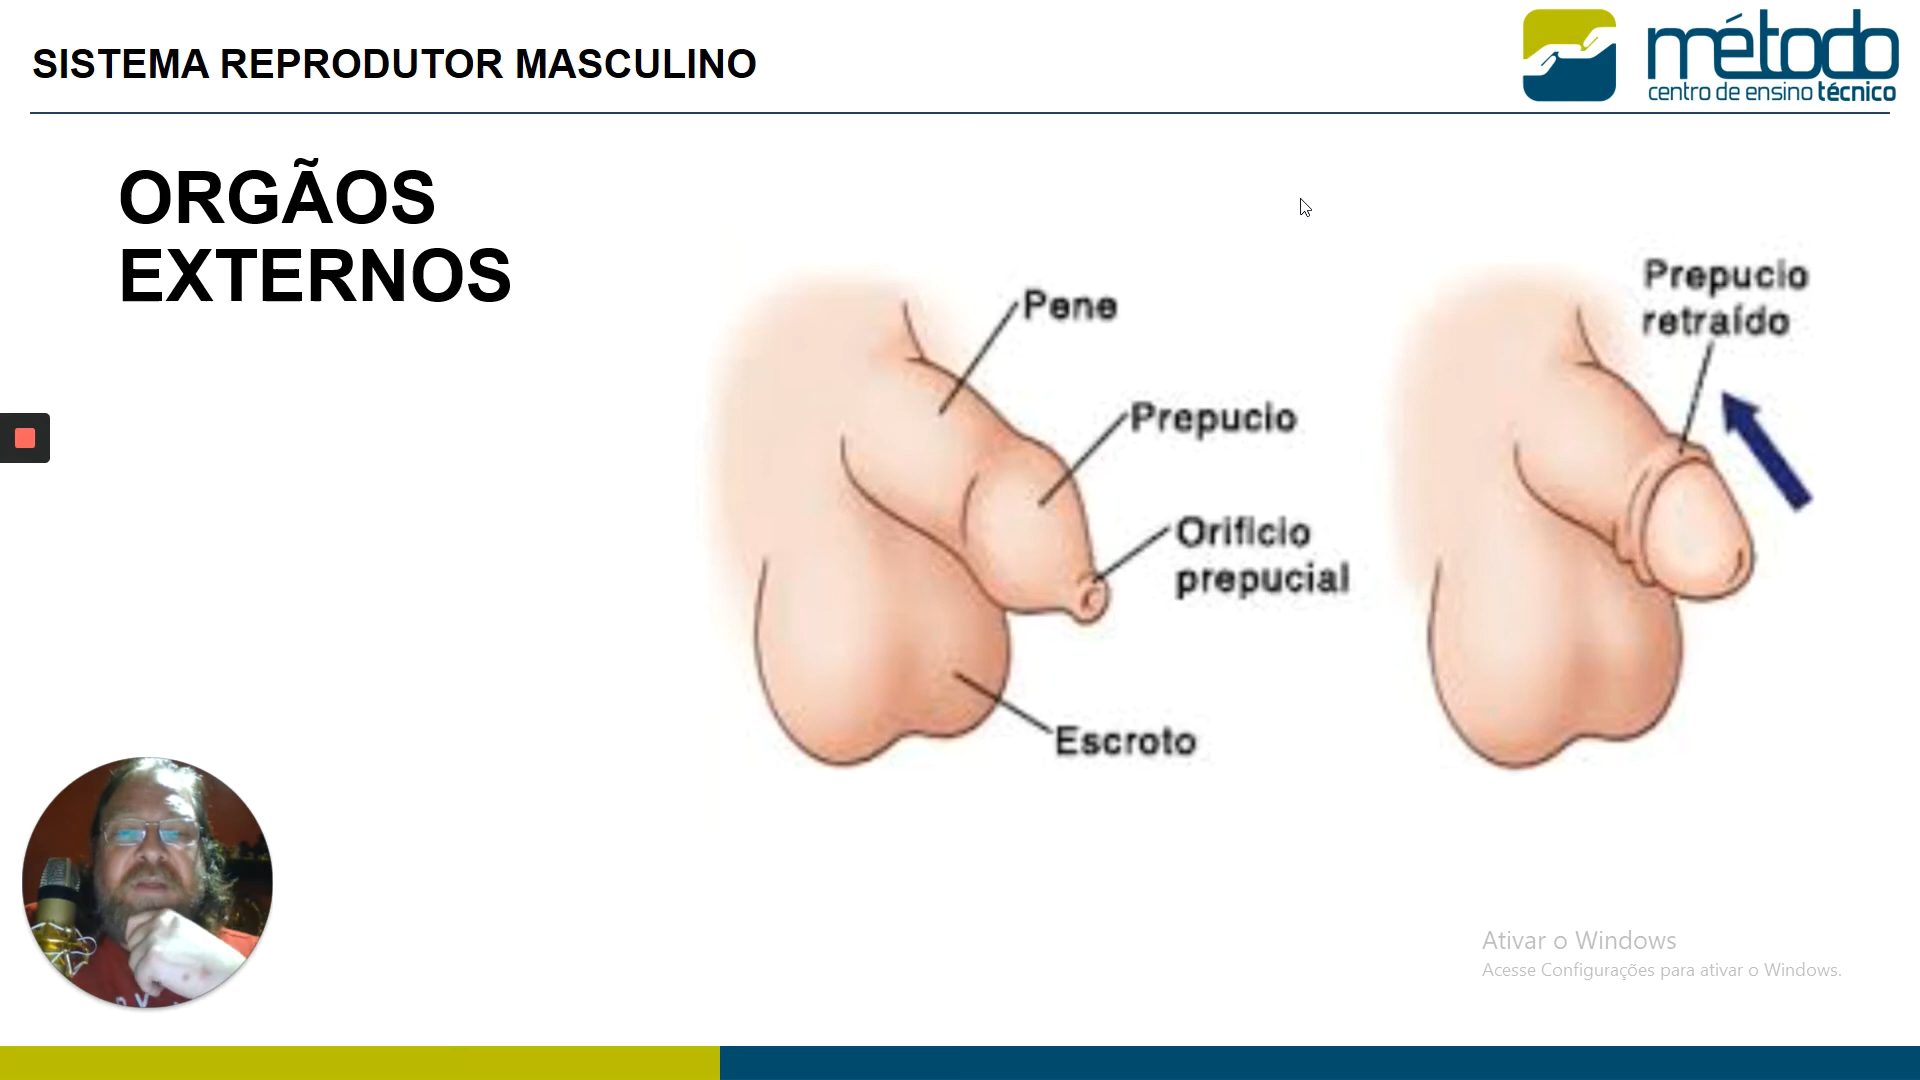 SISTEMA REPRODUTOR MASCULINO
método
centro de ensino técnico
ORGÃOS
EXTERNOS
Pene
Prepucio
Orificio
prepucial
Escroto
Prepucio
retraído
Ativar o Windows
Acesse Configurações para ativar o Windows.